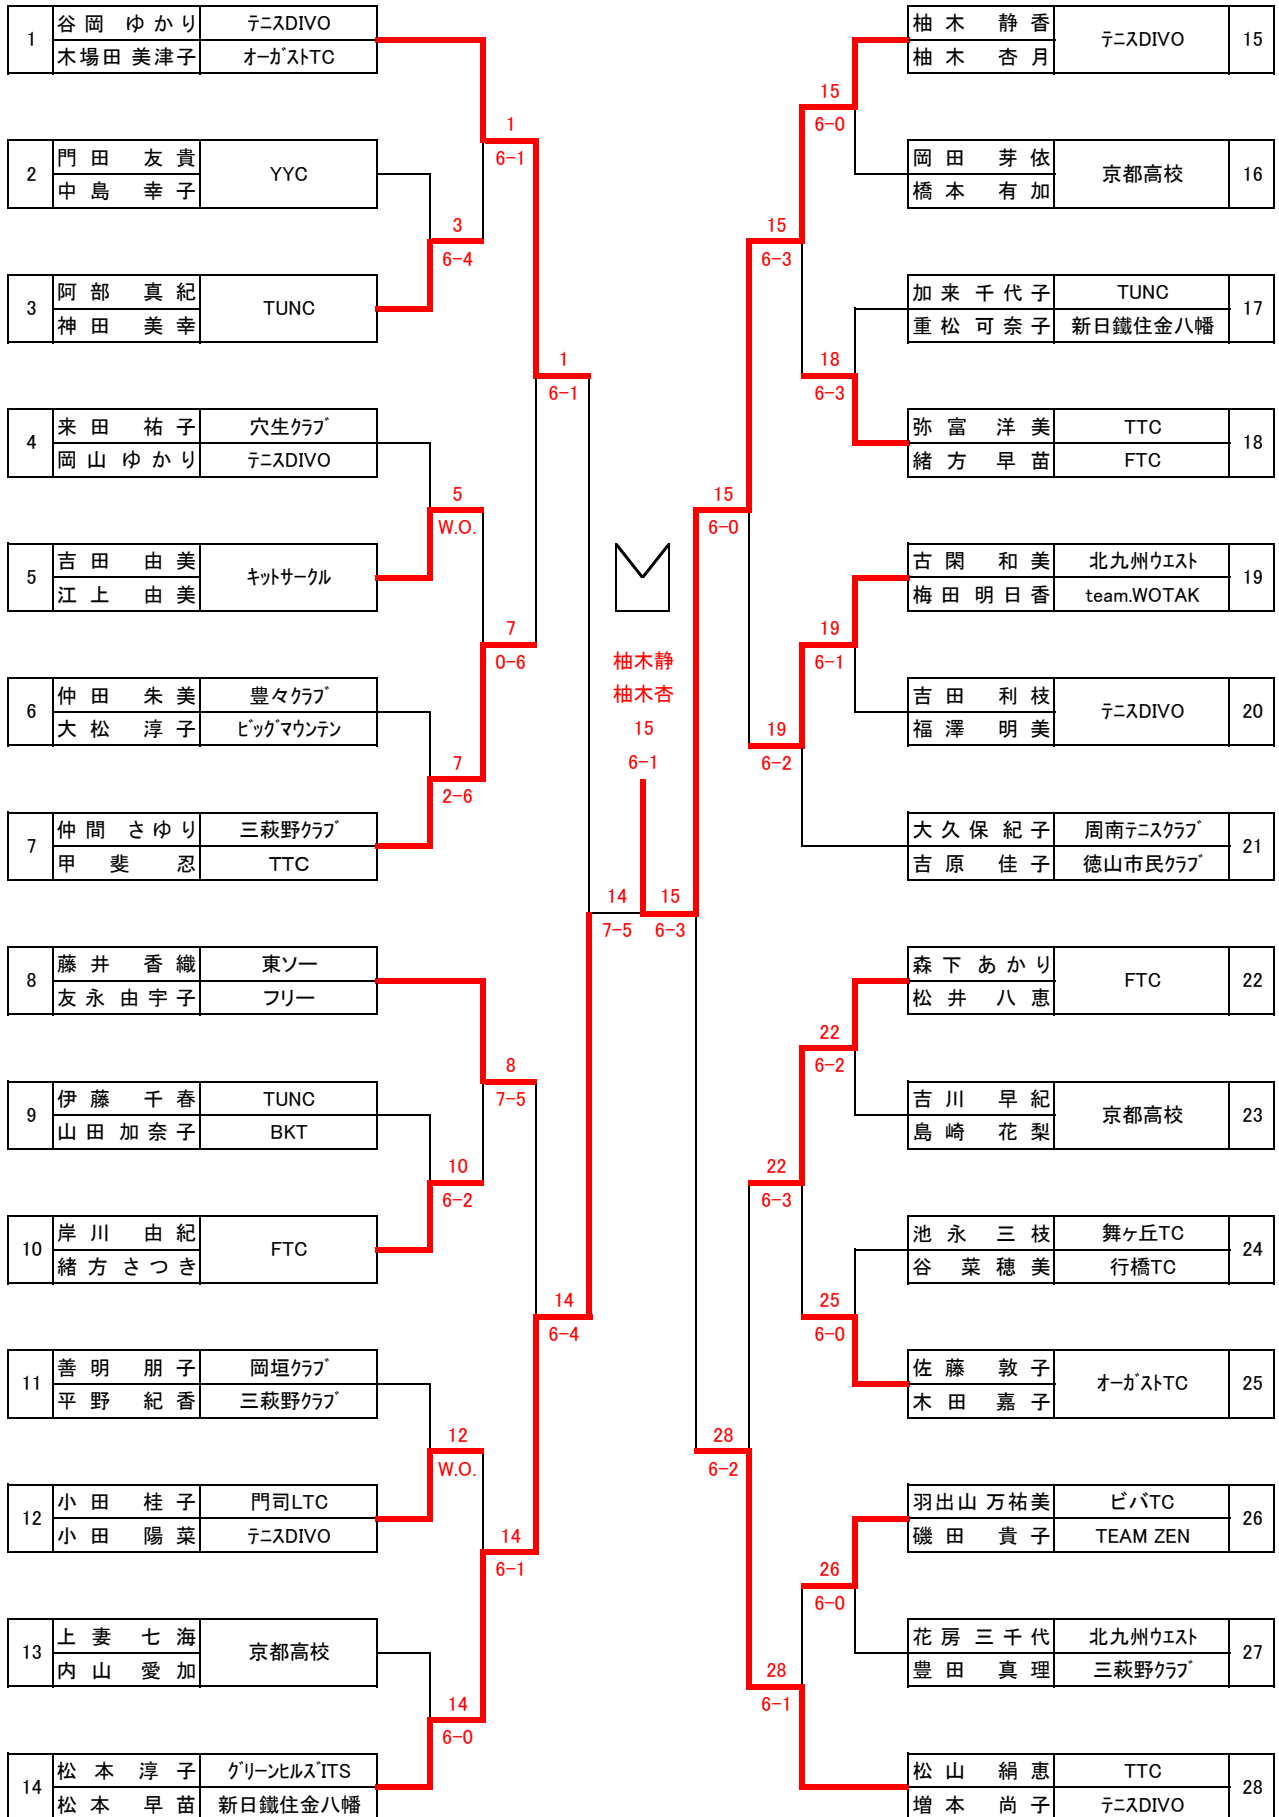 1 谷岡 ゆかり テニスDIVO
木場田 美津子 オーガストTC
2 門田 友貴 YYC
中島 幸子
3 阿部 真紀 TUNC
神田 美幸
4 来田 祐子 穴生クラブ
岡山 ゆかり テニスDIVO
5 吉田 由美 キットサークル
江上 由美
6 仲田 朱美 豊々クラブ
大松 淳子 ビッグマウンテン
7 仲間 さゆり 三萩野クラブ
甲斐 忍 TTC
8 藤井 香織 東ソー
友永 由宇子 フリー
9 伊藤 千春 TUNC
山田 加奈子 BKT
10 岸川 由紀 FTC
緒方 さつき
11 善明 朋子 岡垣クラブ
平野 紀香 三萩野クラブ
12 小田 桂子 門司LTC
小田 陽菜 テニスDIVO
13 上妻 七海 京都高校
内山 愛加
14 松本 淳子 グリーンヒルズITS
松本 早苗 新日鐵住金八幡
1
6-1
3
6-4
1
6-1
5
W.O.
7
0-6
7
2-6
8
7-5
10
6-2
14
6-4
12
W.O.
14
6-1
14
6-0
14
7-5
柚木静
柚木杏
15
6-1
15
6-3
15
6-0
15
6-3
18
6-3
15
6-0
19
6-1
19
6-2
22
6-2
22
6-3
25
6-0
28
6-2
26
6-0
28
6-1
柚木 静香 テニスDIVO 15
柚木 杏月
岡田 芽依 京都高校 16
橋本 有加
加来 千代子 TUNC 17
重松 可奈子 新日鐵住金八幡
弥富 洋美 TTC 18
緒方 早苗 FTC
古閑 和美 北九州ウエスト 19
梅田 明日香 team.WOTAK
吉田 利枝 テニスDIVO 20
福澤 明美
大久保 紀子 周南テニスクラブ 21
吉原 佳子 徳山市民クラブ
森下 あかり FTC 22
松井 八恵
吉川 早紀 京都高校 23
島崎 花梨
池永 三枝 舞ヶ丘TC 24
谷 菜穂美 行橋TC
佐藤 敦子 オーガストTC 25
木田 嘉子
羽出山 万祐美 ビバTC 26
磯田 貴子 TEAM ZEN
花房 三千代 北九州ウエスト 27
豊田 真理 三萩野クラブ
松山 絹恵 TTC 28
増本 尚子 テニスDIVO